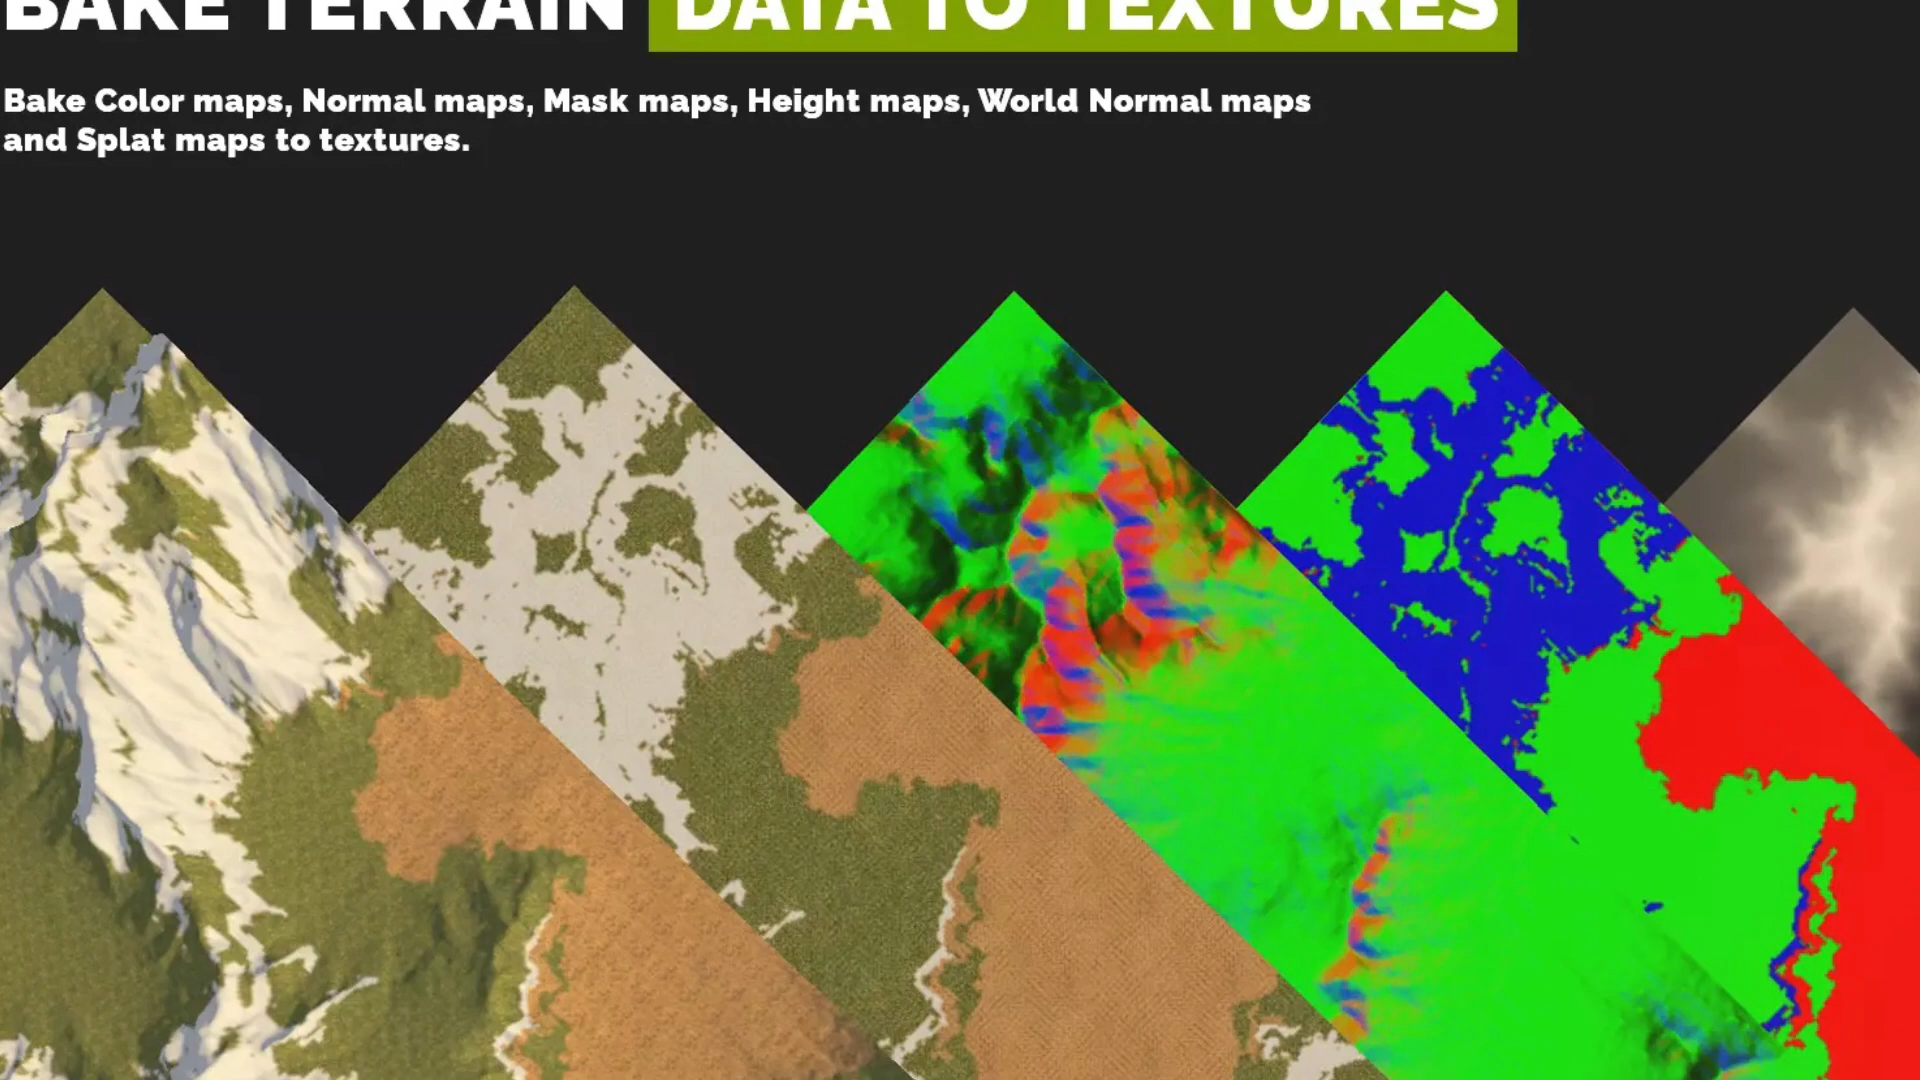 BAKE TERRAIN DATA TO TEXTURES
Bake Color maps, Normal maps, Mask maps, Height maps, World Normal maps
and Splat maps to textures.